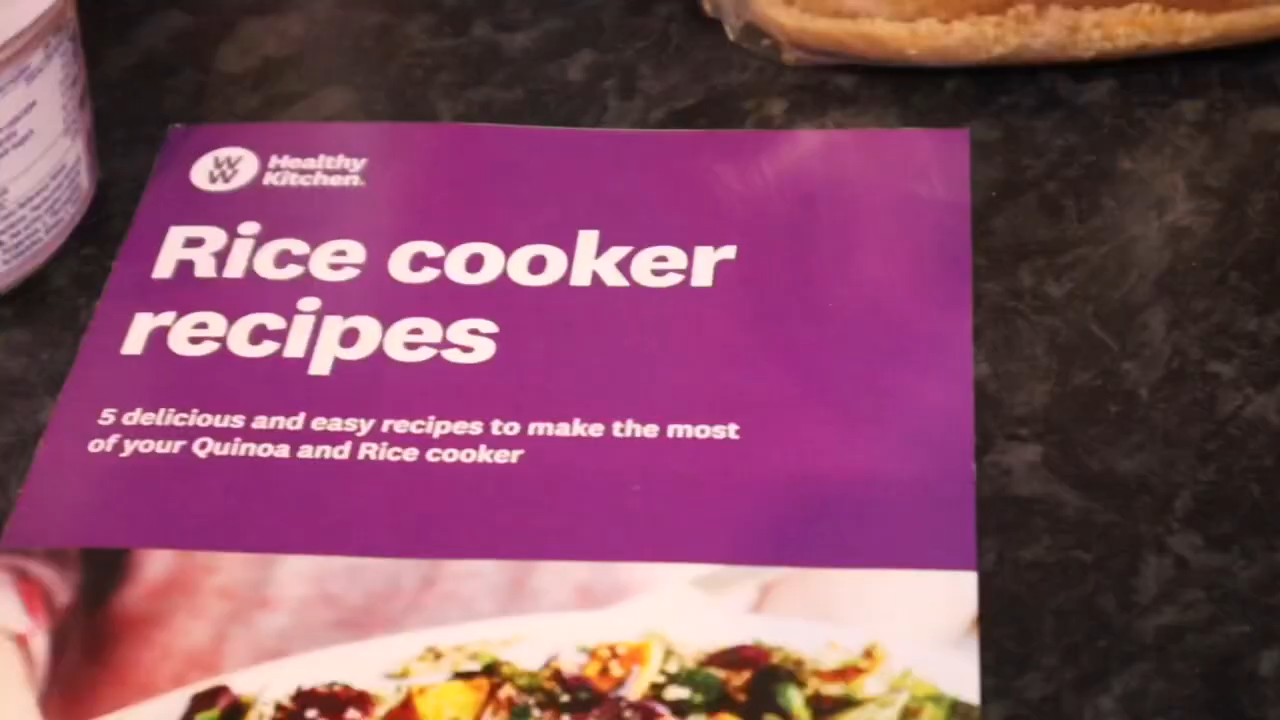 W
W
Healthy
Kitchen.
Rice cooker
recipes
5 delicious and easy recipes to make the most
of your Quinoa and Rice cooker